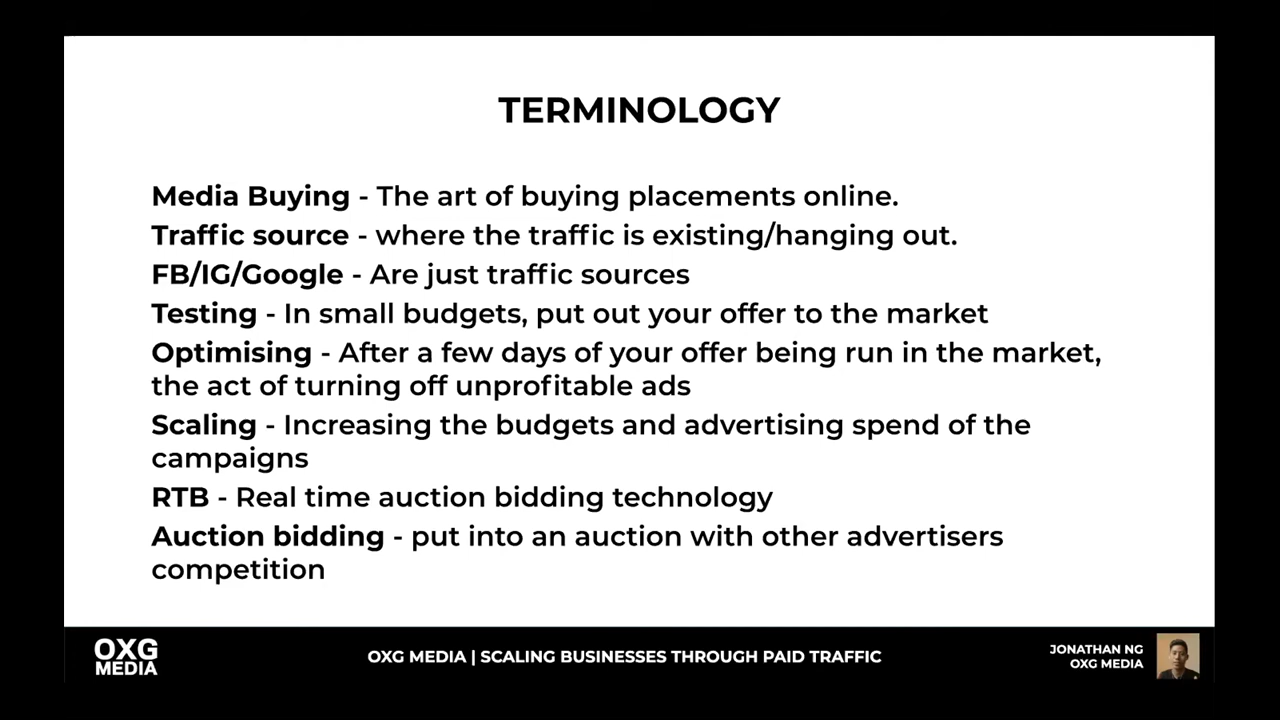 TERMINOLOGY
Media Buying - The art of buying placements online.
Traffic source - where the traffic is existing/hanging out.
FB/IG/Google - Are just traffic sources
Testing - In small budgets, put out your offer to the market
Optimising - After a few days of your offer being run in the market,
the act of turning off unprofitable ads
Scaling - Increasing the budgets and advertising spend of the
campaigns
RTB - Real time auction bidding technology
Auction bidding - put into an auction with other advertisers
competition
OXG
MEDIA
OXG MEDIA | SCALING BUSINESSES THROUGH PAID TRAFFIC
JONATHAN NG
OXG MEDIA